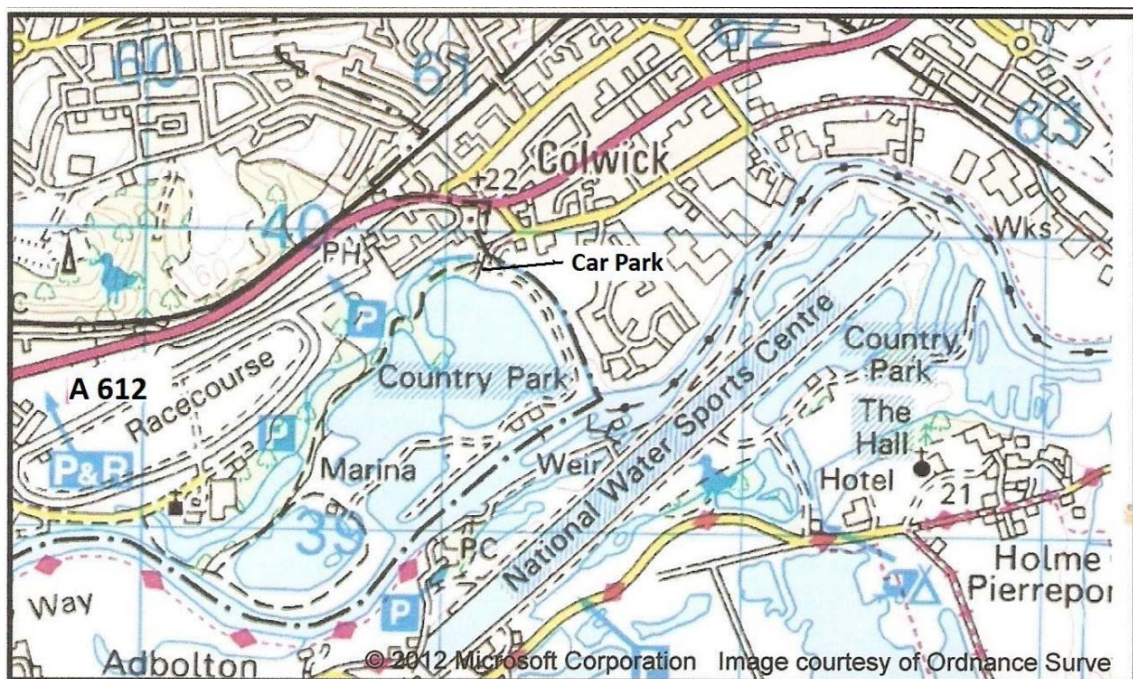 60
61
62
63
Colwick
22
40
PH
Car Park
Wks
P
Country Park
Country
Park
A 612
Racecourse
P
The
Hall
P&R
Marina
Weir
Hotel
21
National Water Sports Centre
39
PC
Holme
Pierrepon
Way
P
Adbolton
© 2012 Microsoft Corporation Image courtesy of Ordnance Surve